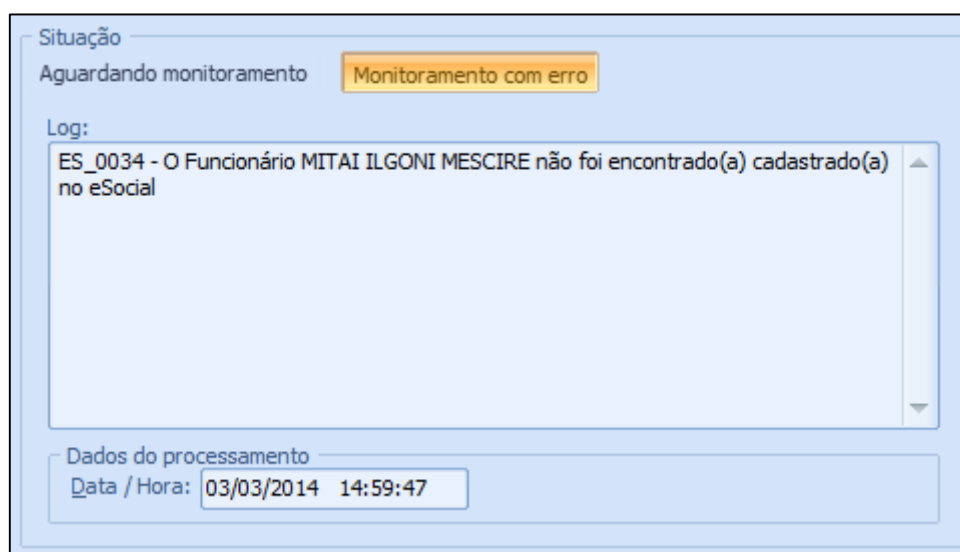 Situação
Aguardando monitoramento Monitoramento com erro
Log:
ES_0034 - O Funcionário MITAI ILGONI MESCIRE não foi encontrado(a) cadastrado(a)
no eSocial
Dados do processamento
Data / Hora: 03/03/2014 14:59:47